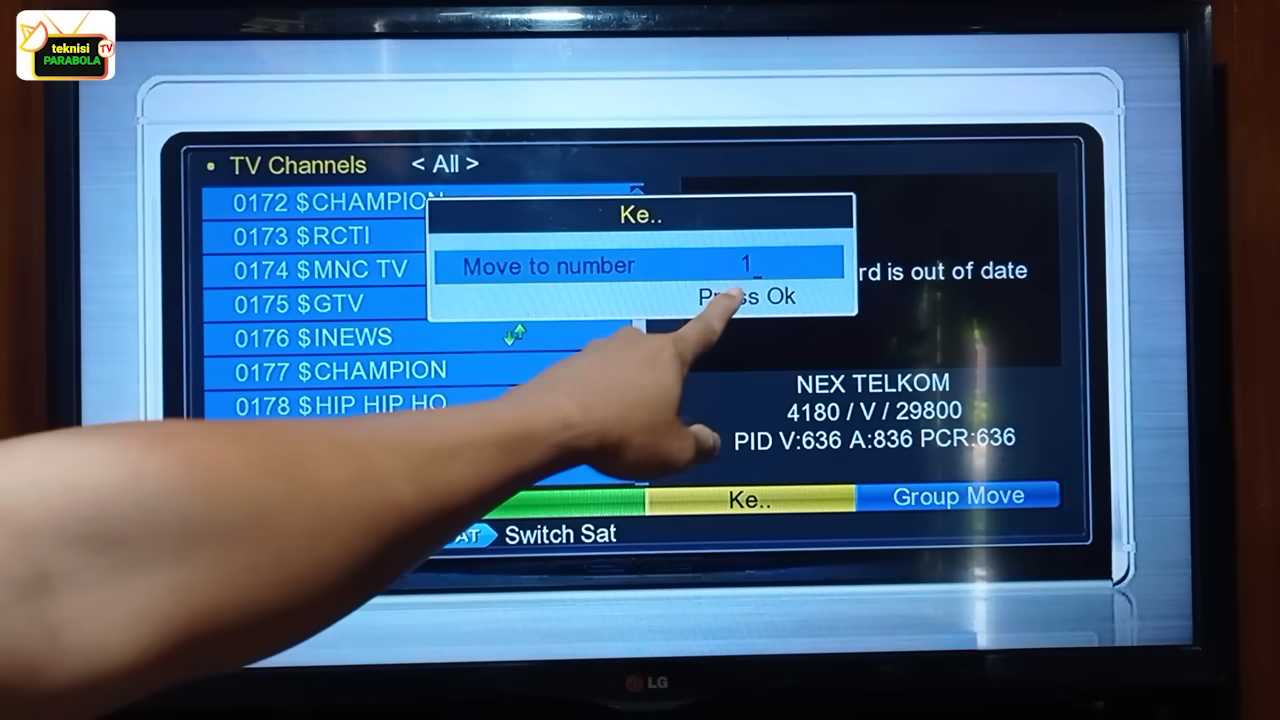 teknisi TV
PARABOLA
TV Channels < All >
0172 $CHAMPION
Ke..
0173 $RCTI
Move to number 1_
0174 $MNC TV
rd is out of date
0175 $GTV
Press Ok
0176 $INEWS
0177 $CHAMPION
NEX TELKOM
0178 $HIP HIP HO
4180 / V / 29800
PID V:636 A:836 PCR:636
Ke.. Group Move
AT Switch Sat
LG